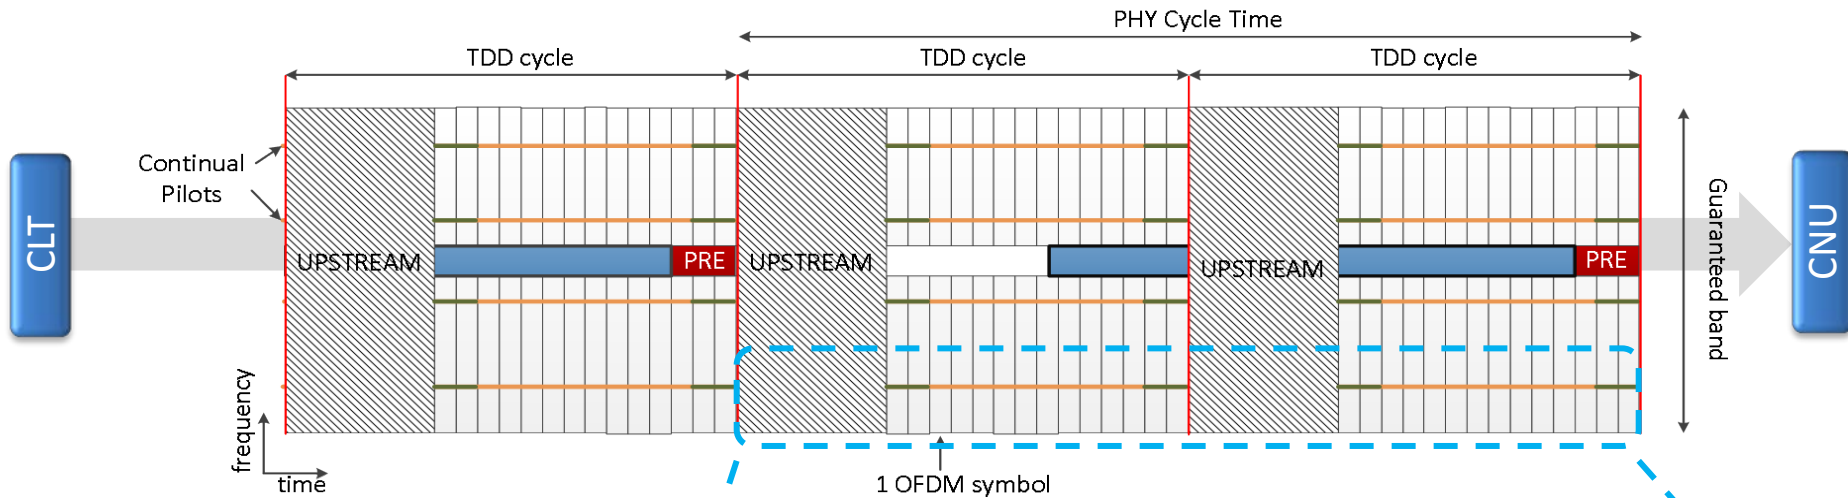 PHY Cycle Time
TDD cycle
TDD cycle
TDD cycle
Continual
Pilots
CLT
UPSTREAM
PRE
UPSTREAM
UPSTREAM
PRE
Guaranteed band
CNU
frequency
time
1 OFDM symbol